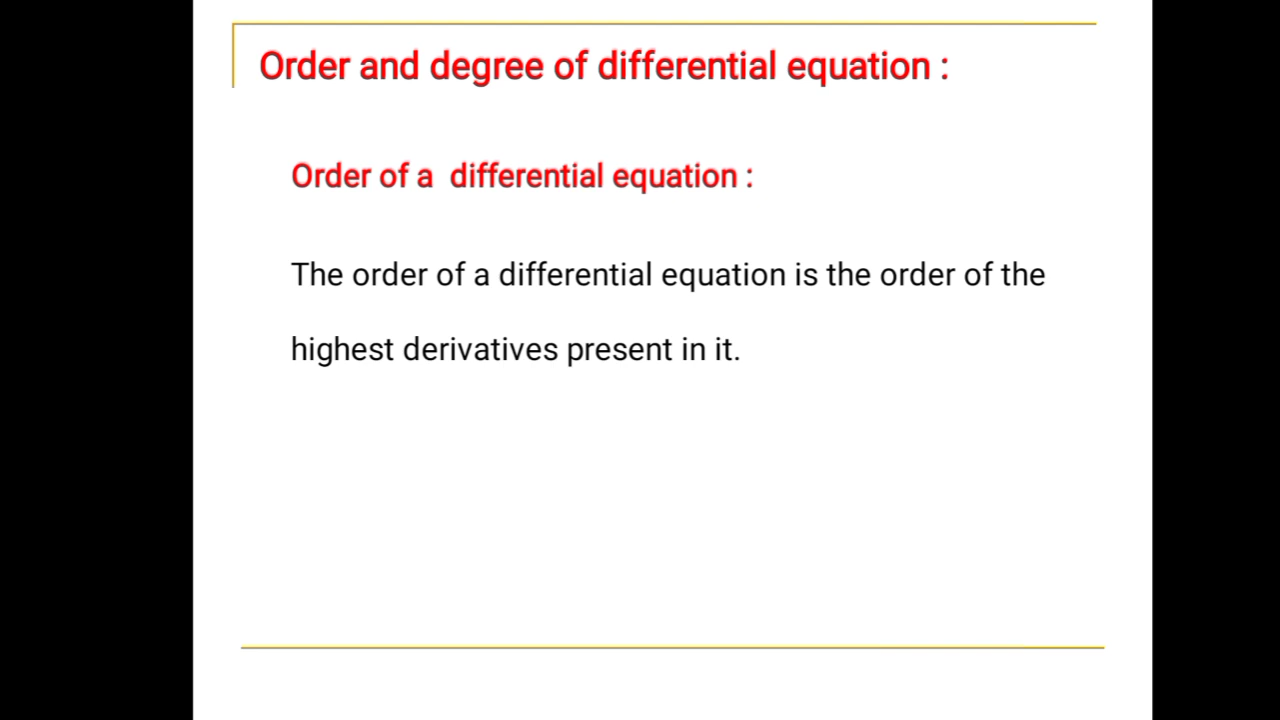 Order and degree of differential equation :
Order of a differential equation :
The order of a differential equation is the order of the
highest derivatives present in it.